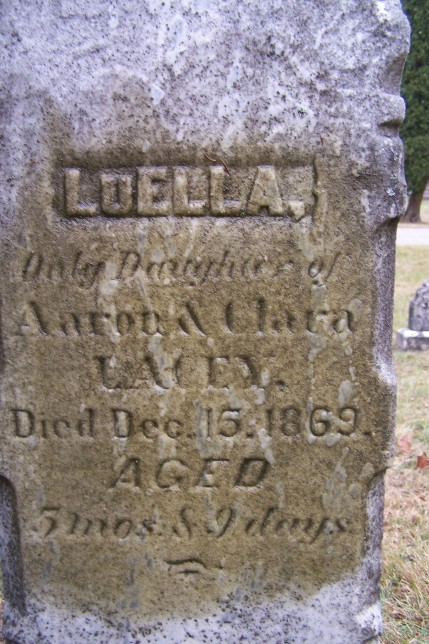 LUELLA.
Only Daughter of
Aaron & Clara
LACEY.
Died Dec. 15. 1869.
AGED
3 mos. & 9 days